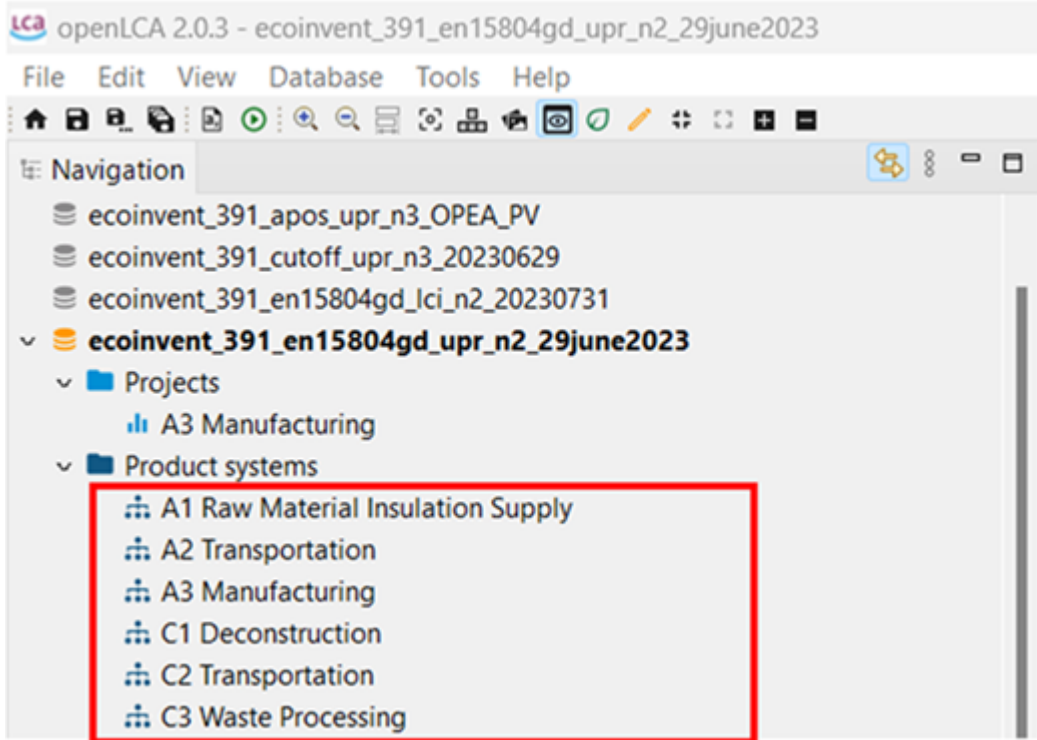 LCa openLCA 2.0.3 - ecoinvent_391_en15804gd_upr_n2_29june2023
File Edit View Database Tools Help
Navigation
ecoinvent_391_apos_upr_n3_OPEA_PV
ecoinvent_391_cutoff_upr_n3_20230629
ecoinvent_391_en15804gd_lci_n2_20230731
ecoinvent_391_en15804gd_upr_n2_29june2023
Projects
A3 Manufacturing
Product systems
A1 Raw Material Insulation Supply
A2 Transportation
A3 Manufacturing
C1 Deconstruction
C2 Transportation
C3 Waste Processing